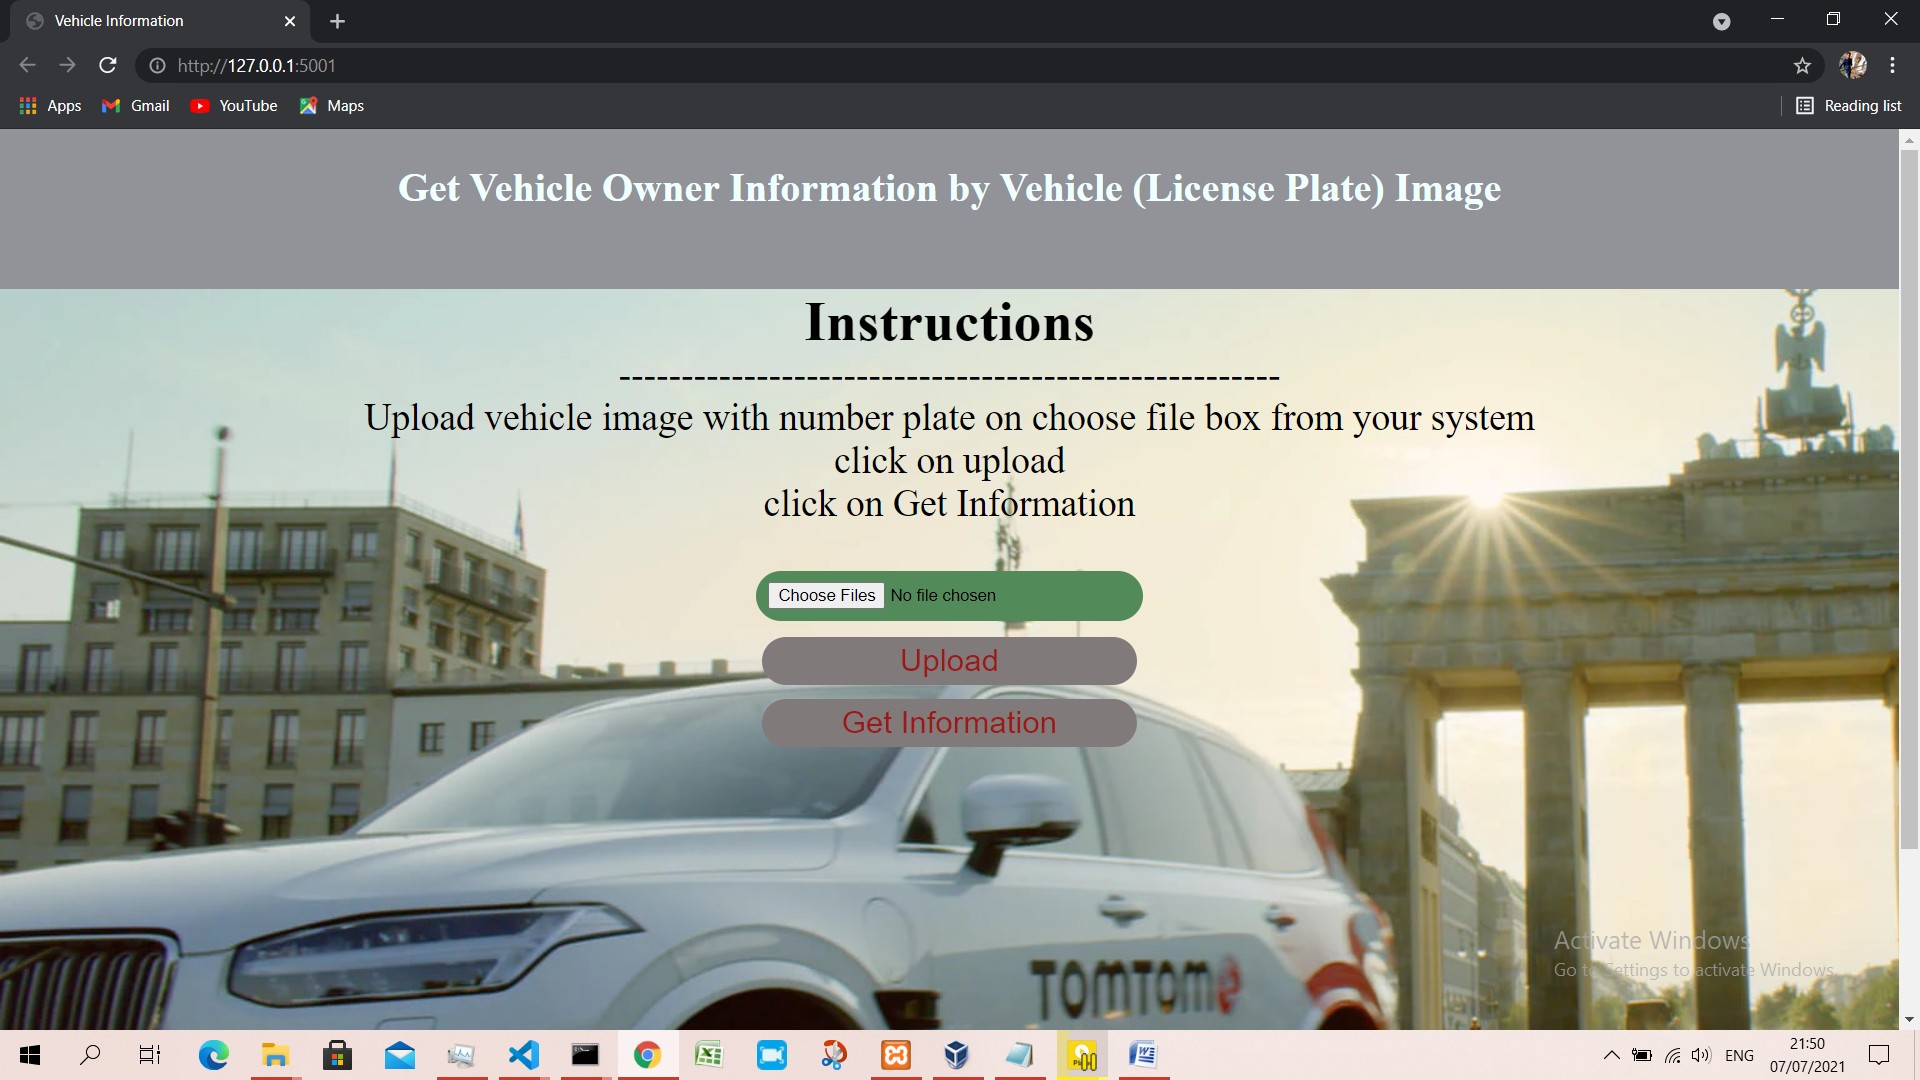 Vehicle Information
http://127.0.0.1:5001
Apps Gmail YouTube Maps Reading list
Get Vehicle Owner Information by Vehicle (License Plate) Image
Instructions
-----------------------------------------------------
Upload vehicle image with number plate on choose file box from your system
click on upload
click on Get Information
Choose Files No file chosen
Upload
Get Information
TOMTOM
Activate Windows
Go to Settings to activate Windows.
ENG
21:50
07/07/2021